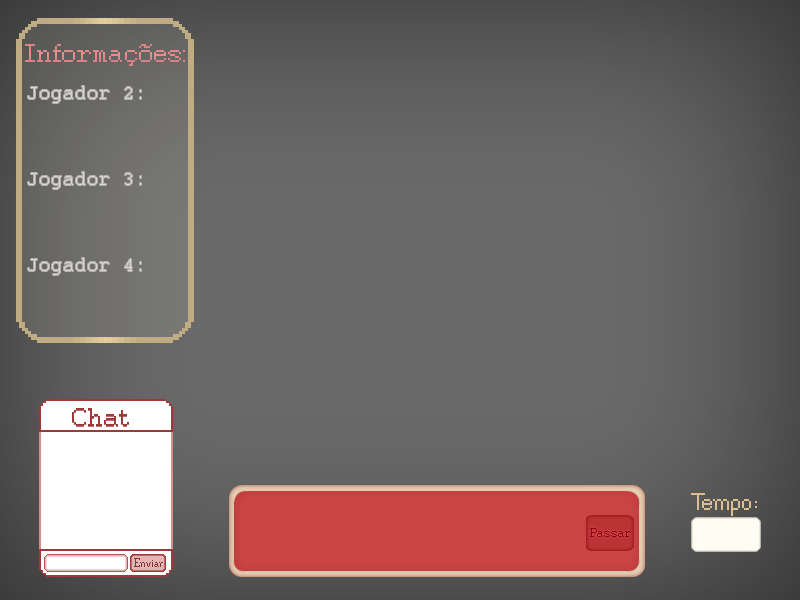 Informações:
Jogador 2:
Jogador 3:
Jogador 4:
Chat
Enviar
Passar
Tempo: